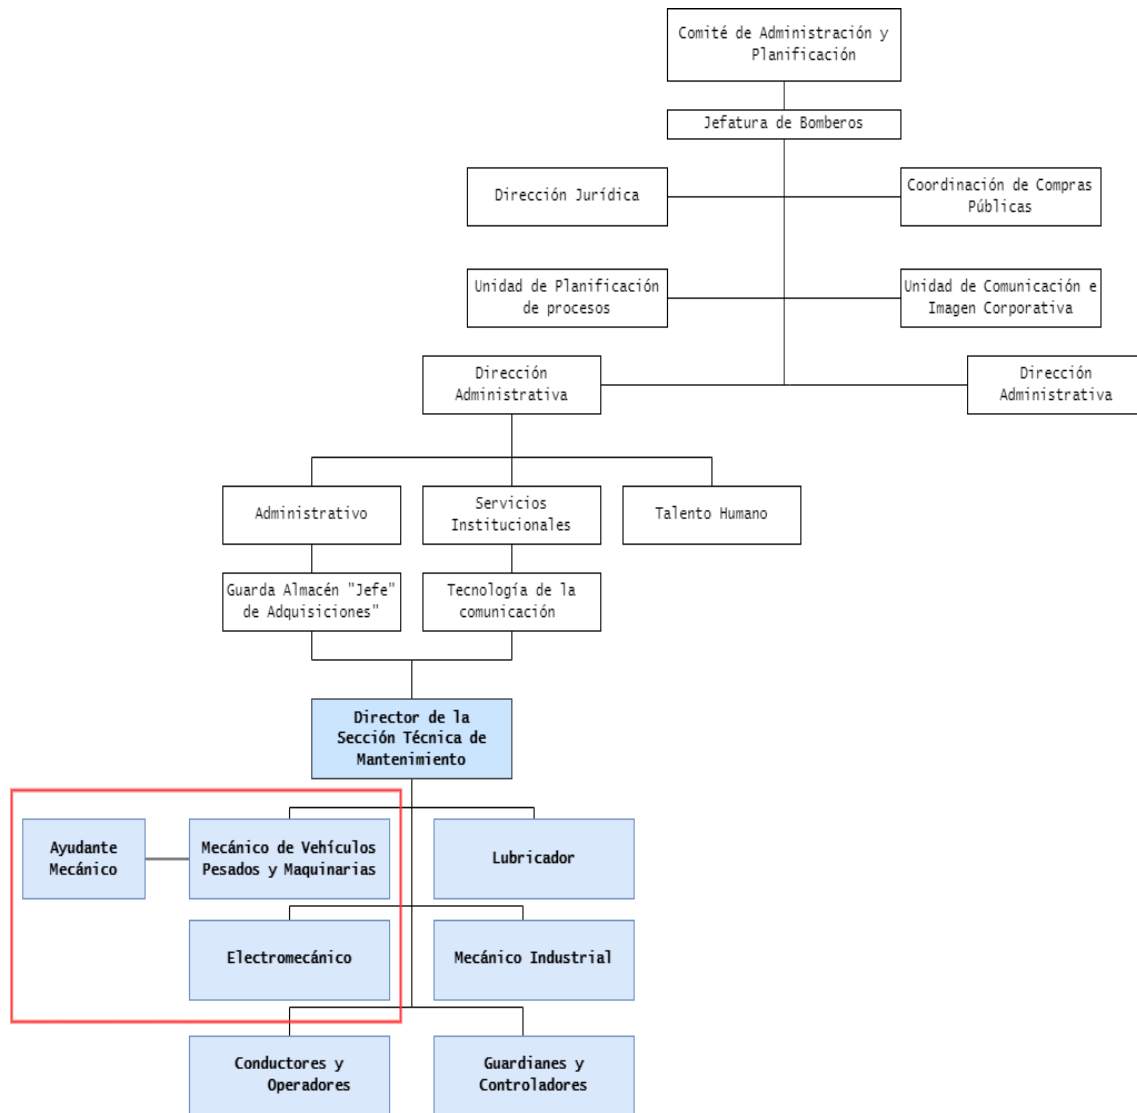 Comité de Administración y
Planificación
Jefatura de Bomberos
Dirección Jurídica
Coordinación de Compras
Públicas
Unidad de Planificación
de procesos
Unidad de Comunicación e
Imagen Corporativa
Dirección
Administrativa
Dirección
Administrativa
Administrativo
Servicios
Institucionales
Talento Humano
Guarda Almacén "Jefe"
de Adquisiciones"
Tecnología de la
comunicación
Director de la
Sección Técnica de
Mantenimiento
Ayudante
Mecánico
Mecánico de Vehículos
Pesados y Maquinarias
Lubricador
Electromecánico
Mecánico Industrial
Conductores y
Operadores
Guardianes y
Controladores